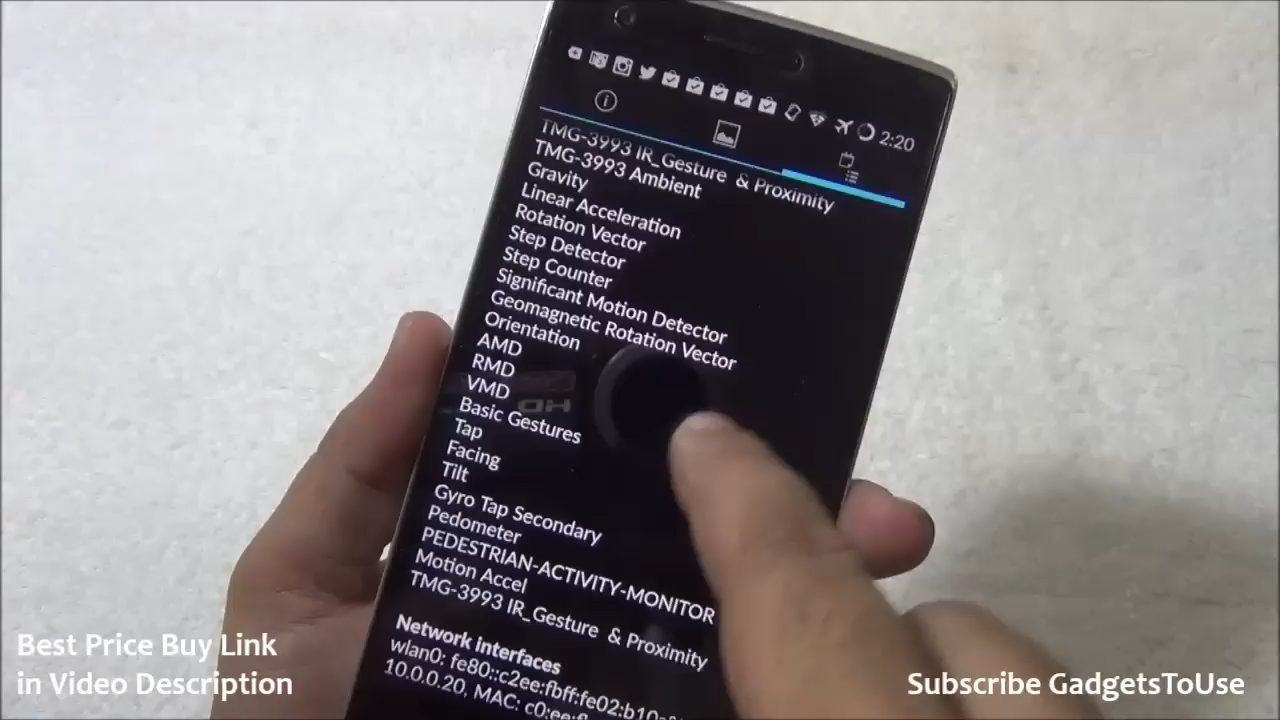 2:20
TMG-3993 IR_Gesture & Proximity
TMG-3993 Ambient
Gravity
Linear Acceleration
Rotation Vector
Step Detector
Step Counter
Significant Motion Detector
Geomagnetic Rotation Vector
Orientation
AMD
RMD
VMD
Basic Gestures
Tap
Facing
Tilt
Gyro Tap Secondary
Pedometer
PEDESTRIAN-ACTIVITY-MONITOR
Motion Accel
TMG-3993 IR_Gesture & Proximity
Network interfaces
wlan0: fe80::c2ee:fbff:fe02:b10
10.0.0.20, MAC: c0:ee:
HD
Best Price Buy Link
in Video Description
Subscribe GadgetsToUse